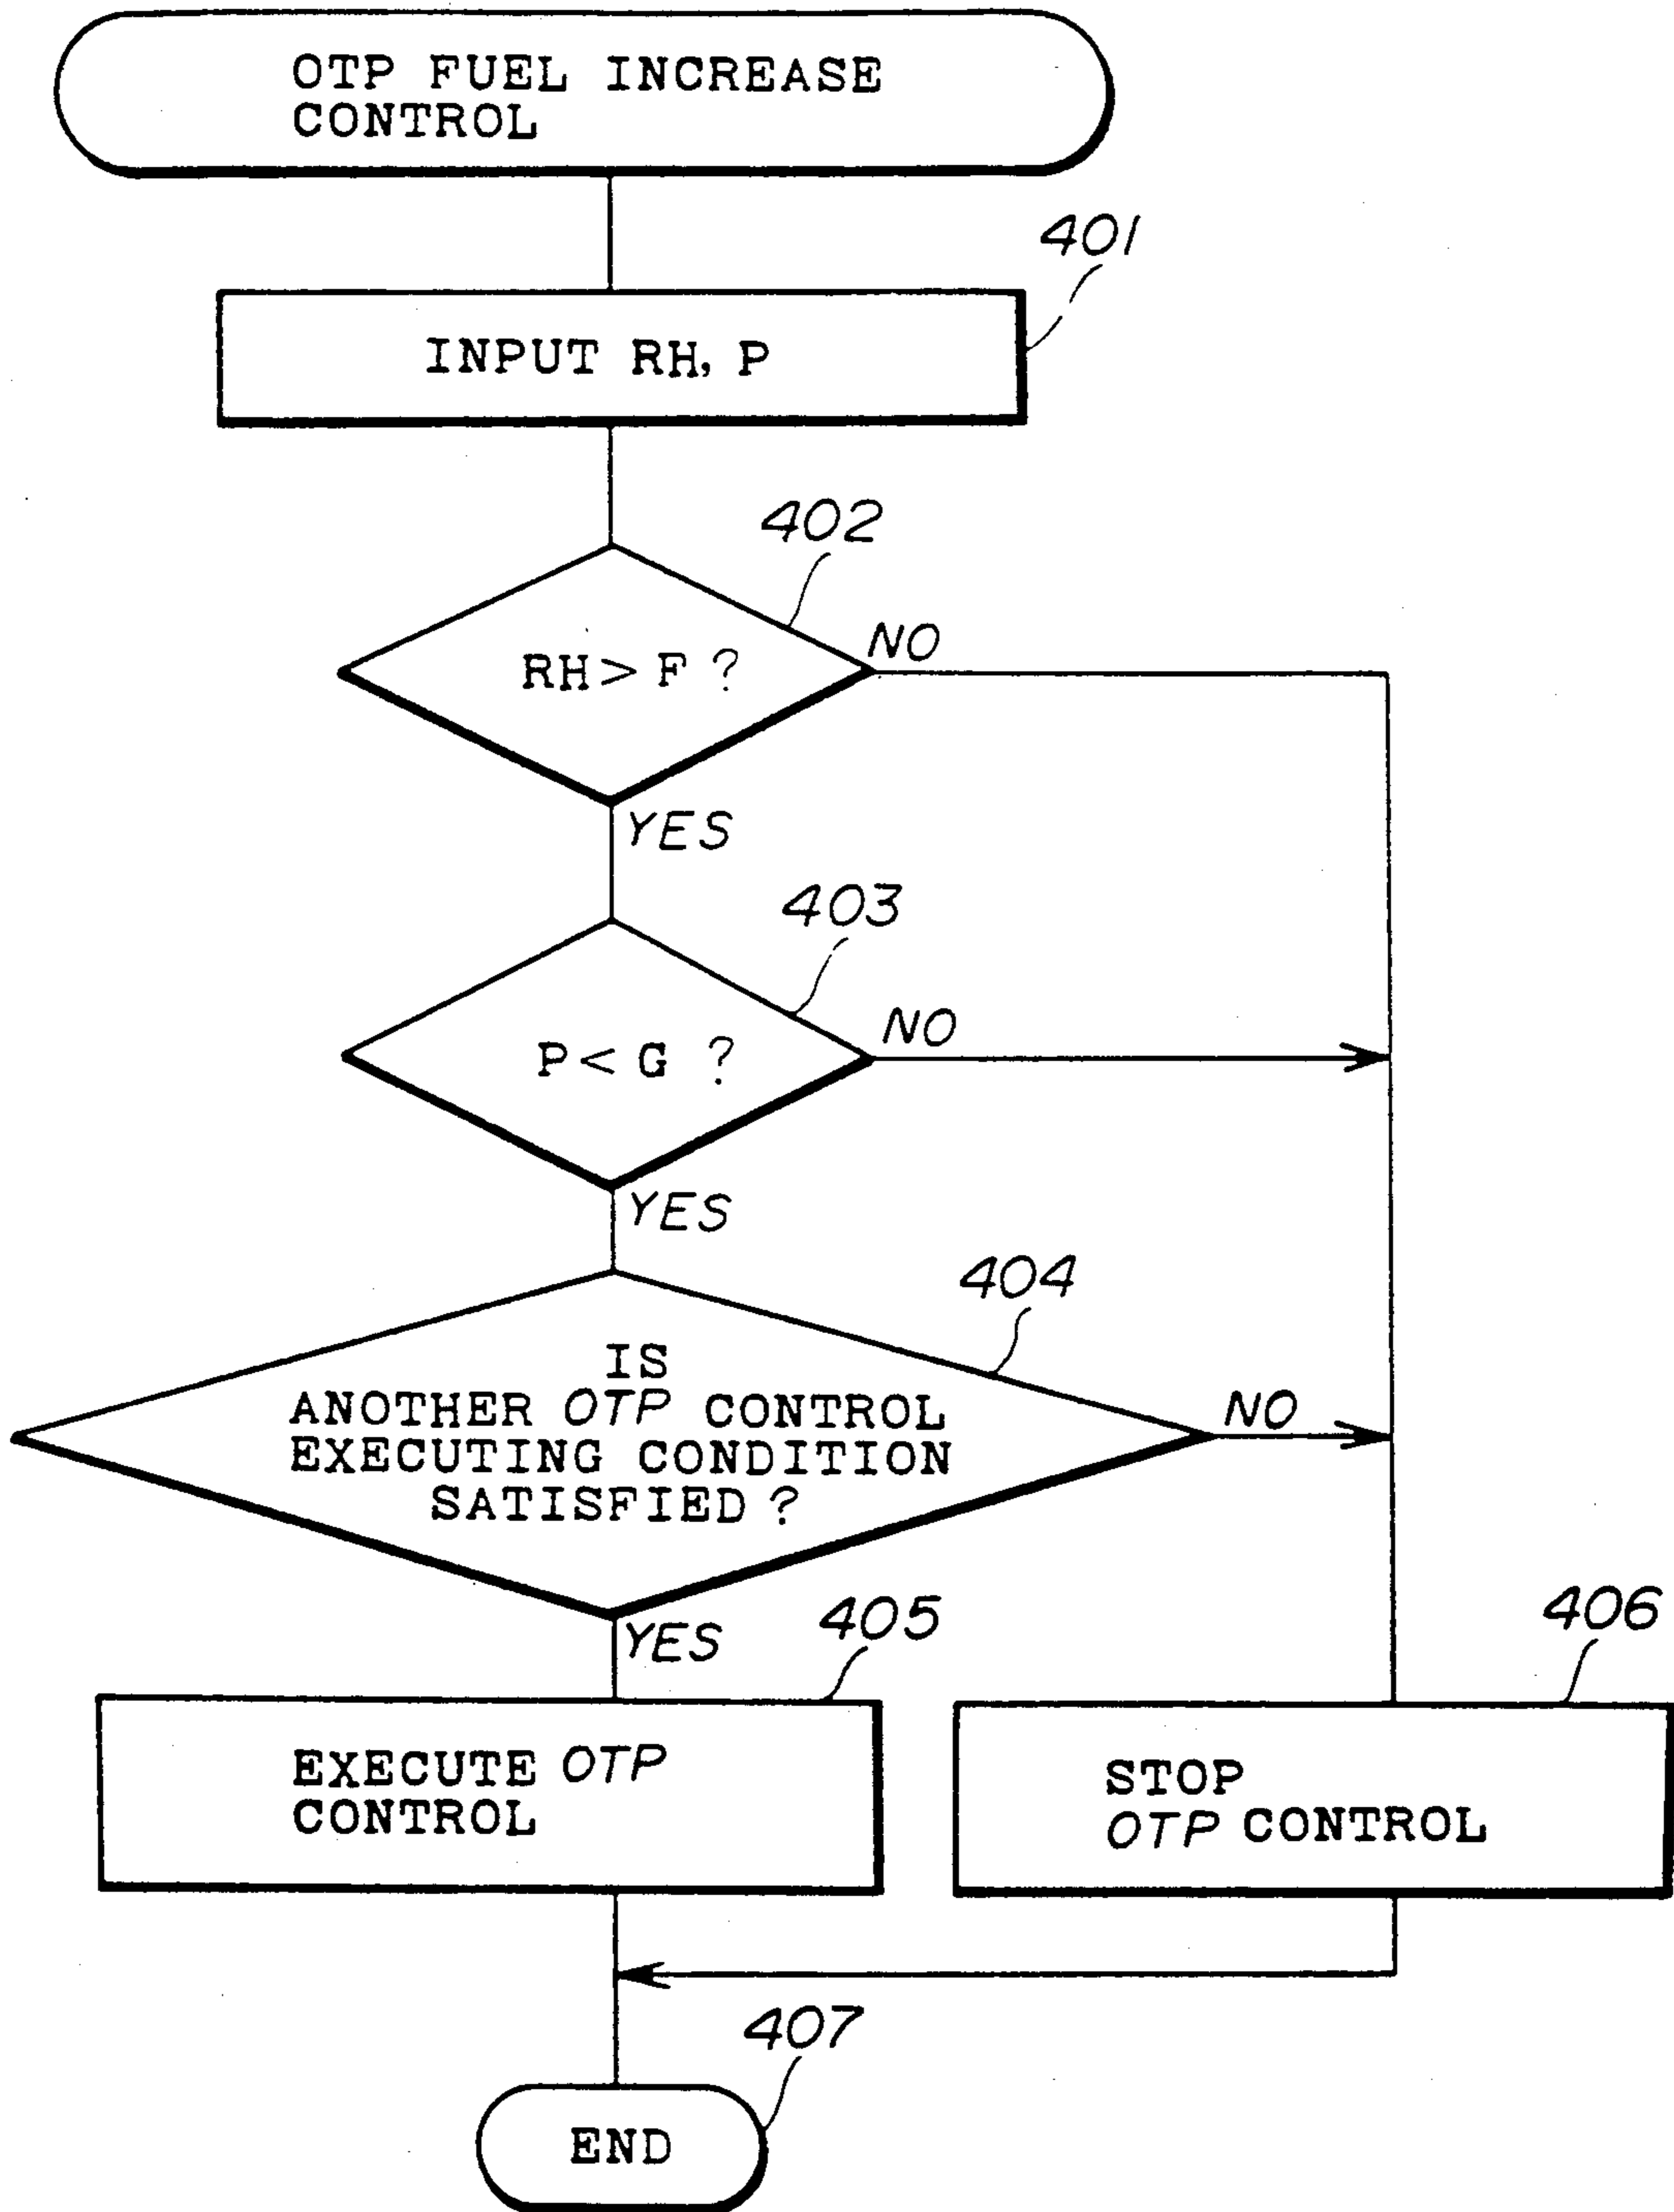 OTP FUEL INCREASE
CONTROL
401
INPUT RH, P
402
RH > F ?
NO
YES
403
P < G ?
NO
YES
404
IS
ANOTHER OTP CONTROL
EXECUTING CONDITION
SATISFIED ?
NO
YES
405
406
EXECUTE OTP
CONTROL
STOP
OTP CONTROL
407
END